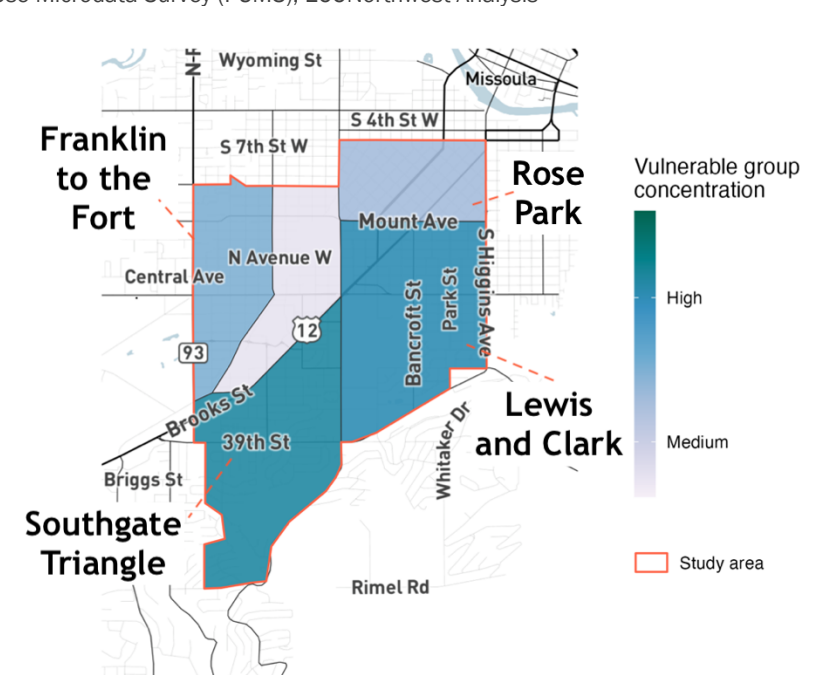 Wyoming St
Missoula
S 4th St W
S 7th St W
Franklin
to the
Fort
Rose
Park
Mount Ave
N Avenue W
Central Ave
S Higgins Ave
Park St
Bancroft St
12
93
Brooks St
Lewis
and Clark
39th St
Whitaker Dr
Briggs St
Southgate
Triangle
Rimel Rd
Vulnerable group
concentration
High
Medium
Study area